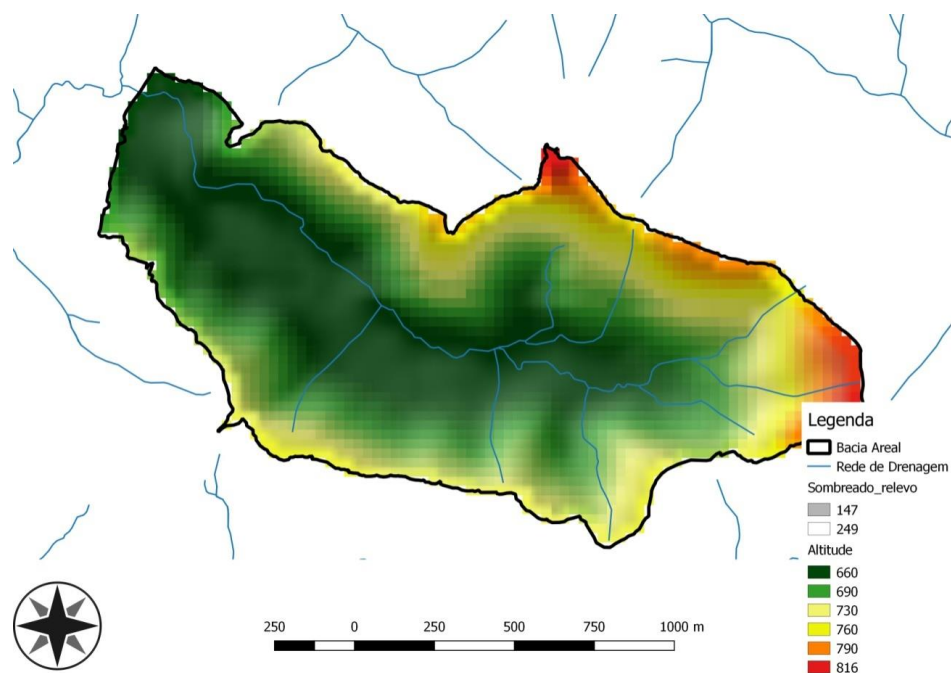 Legenda
Bacia Areal
Rede de Drenagem
Sombreado_relevo
147
249
Altitude
660
690
730
760
790
816
250 0 250 500 750 1000 m